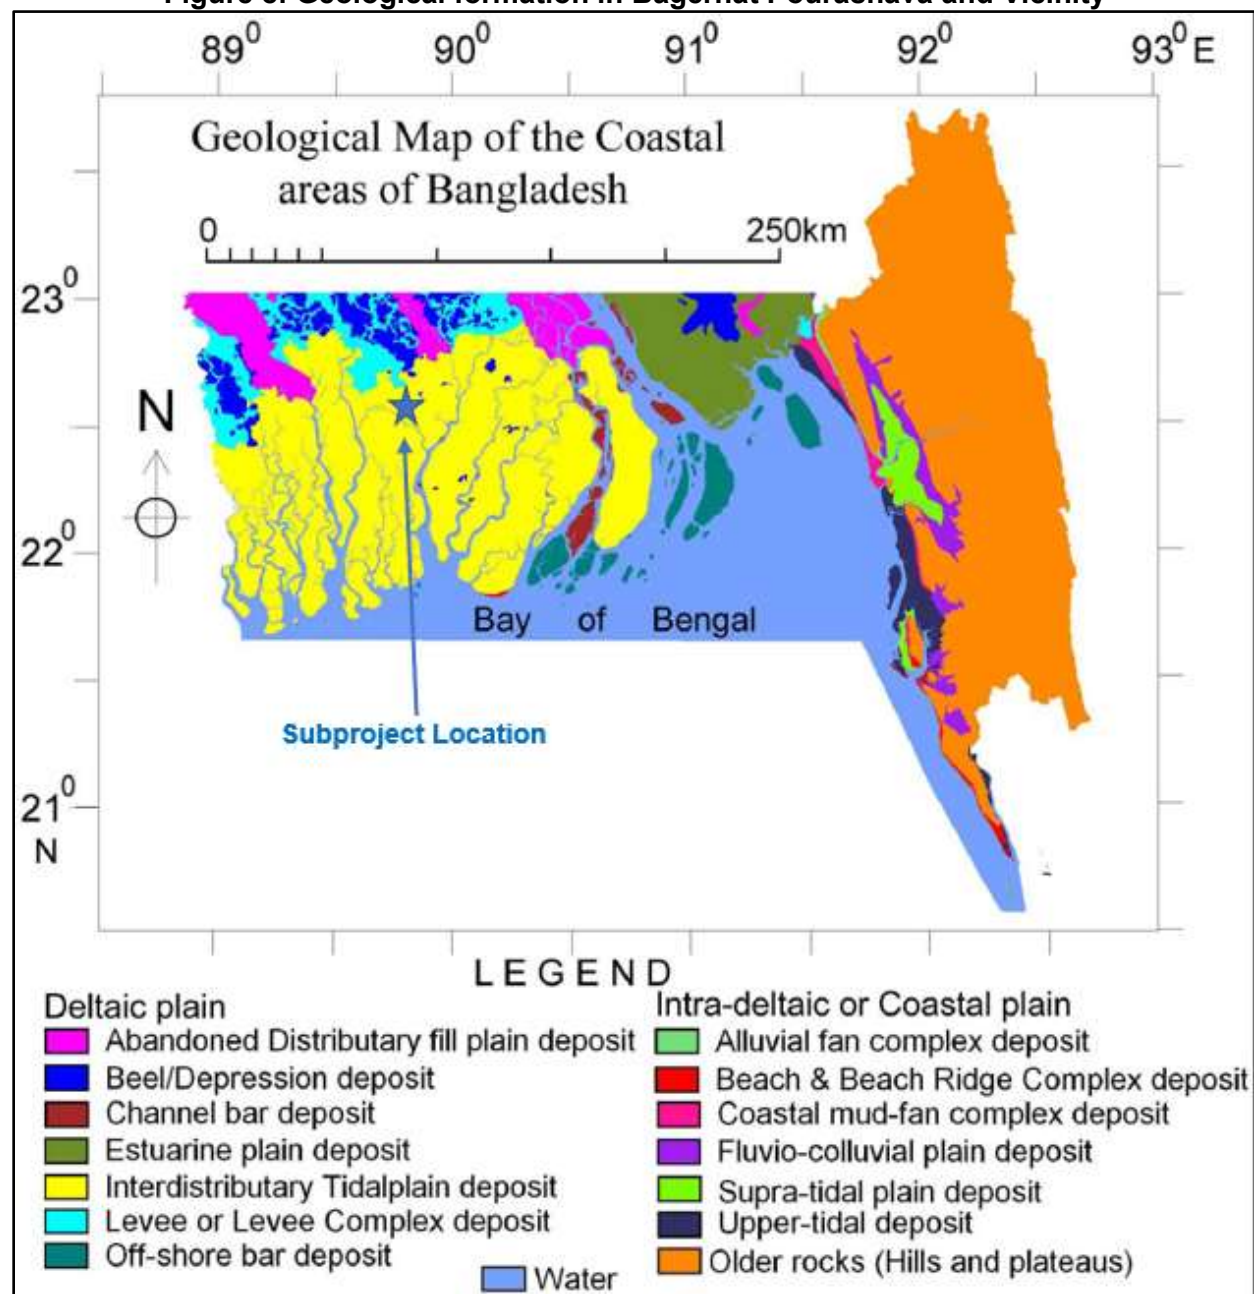 Figure 3: Geological formation in Bagerhat Pourashava and Vicinity
89⁰ 90⁰ 91⁰ 92⁰ 93⁰ E
Geological Map of the Coastal
areas of Bangladesh
0 250km
23⁰
N
22⁰
Bay of Bengal
Subproject Location
21⁰
N
LEGEND
Deltaic plain
Abandoned Distributary fill plain deposit
Beel/Depression deposit
Channel bar deposit
Estuarine plain deposit
Interdistributary Tidalplain deposit
Levee or Levee Complex deposit
Off-shore bar deposit
Water
Intra-deltaic or Coastal plain
Alluvial fan complex deposit
Beach & Beach Ridge Complex deposit
Coastal mud-fan complex deposit
Fluvio-colluvial plain deposit
Supra-tidal plain deposit
Upper-tidal deposit
Older rocks (Hills and plateaus)